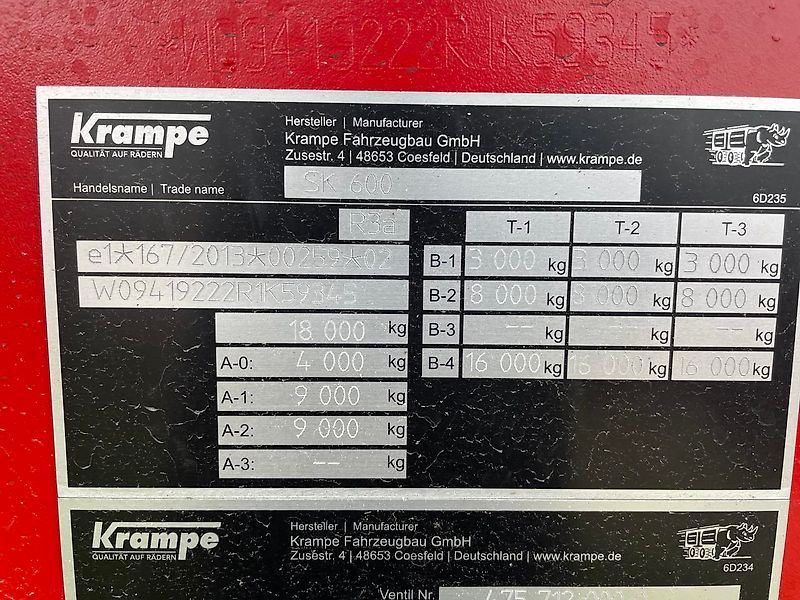 *W09419222R1K59345*
Krampe
QUALITÄT AUF RÄDERN
Hersteller | Manufacturer
Krampe Fahrzeugbau GmbH
Zusestr. 4 | 48653 Coesfeld | Deutschland | www.krampe.de
Handelsname | Trade name SK 600
6D235
R3a
e1*167/2013*00259*02
W09419222R1K59345
18 000 kg
A-0: 4 000 kg
A-1: 9 000 kg
A-2: 9 000 kg
A-3: -- kg
T-1 T-2 T-3
B-1 3 000 kg 3 000 kg 3 000 kg
B-2 8 000 kg 8 000 kg 8 000 kg
B-3 -- kg -- kg -- kg
B-4 16 000 kg 16 000 kg 16 000 kg
Krampe
QUALITÄT AUF RÄDERN
Hersteller | Manufacturer
Krampe Fahrzeugbau GmbH
Zusestr. 4 | 48653 Coesfeld | Deutschland | www.krampe.de
6D234
Ventil Nr. 475 712 000